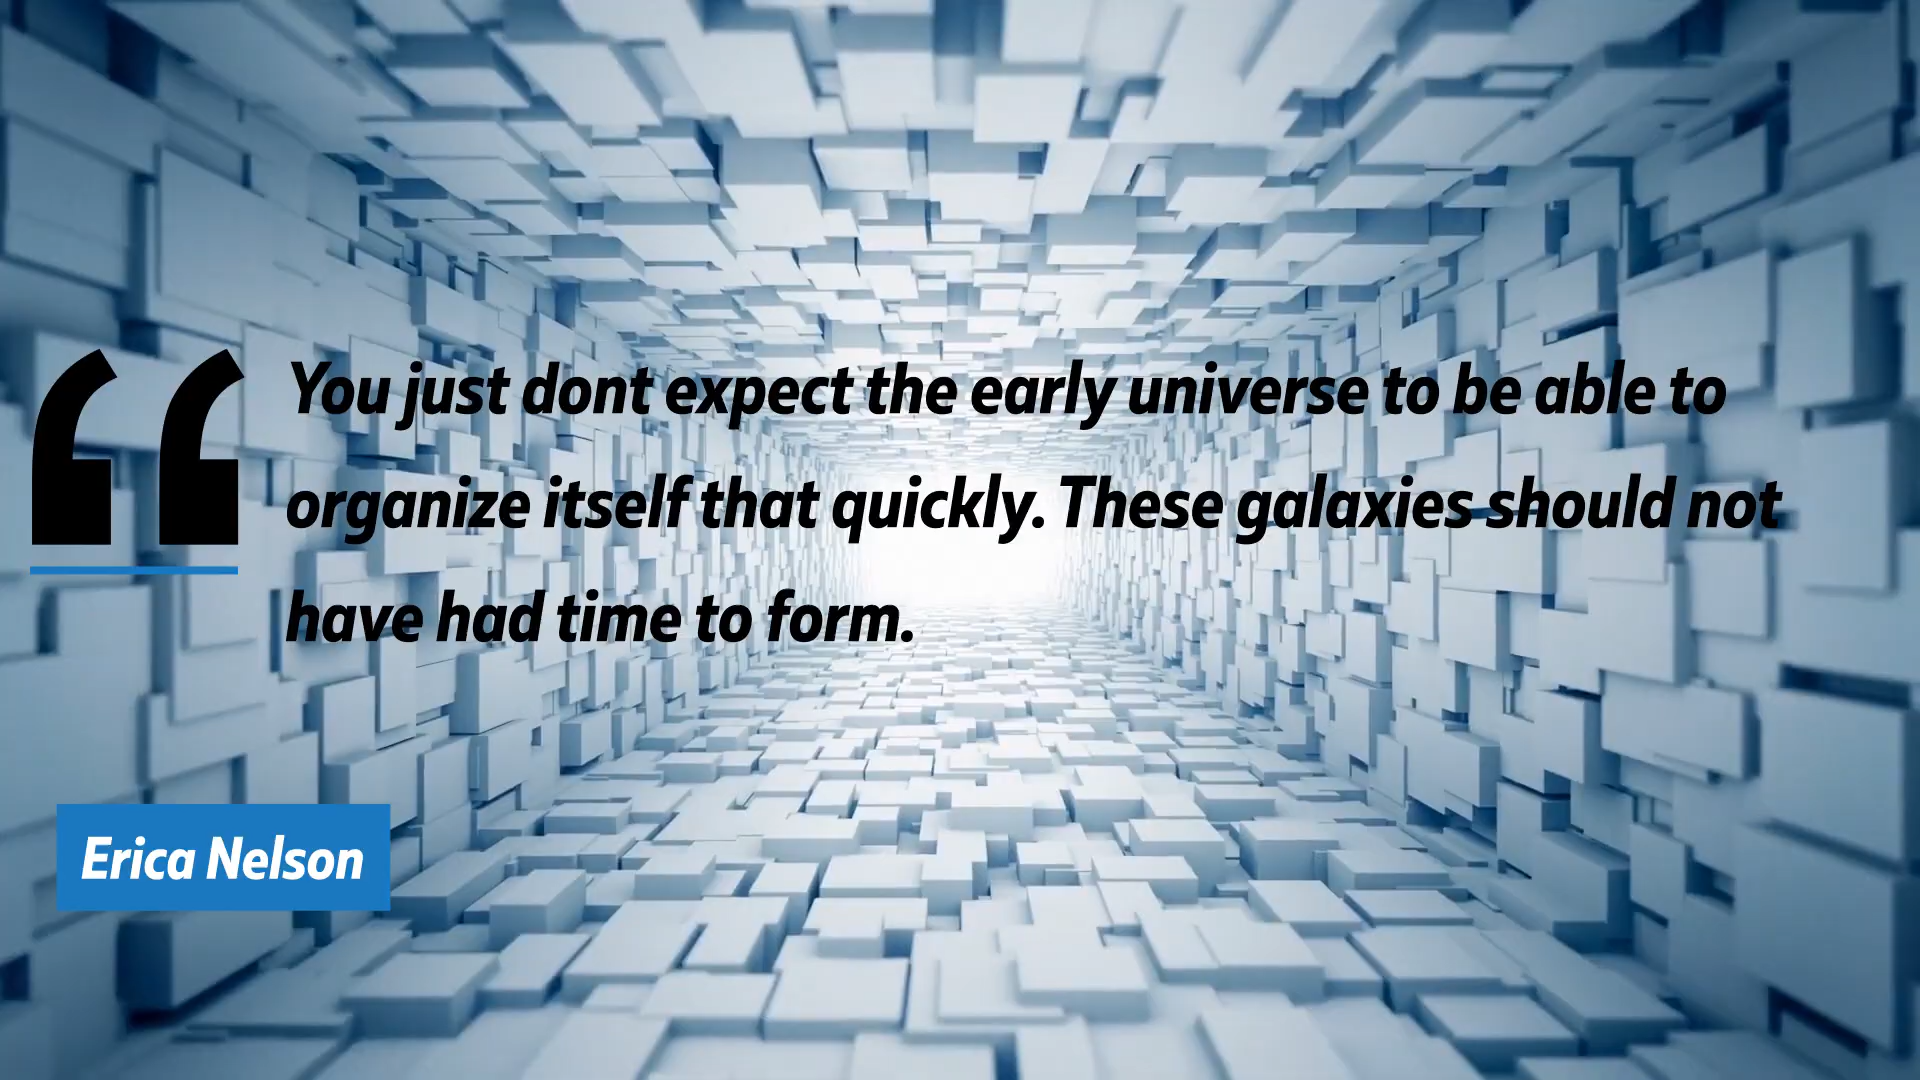 “
You just dont expect the early universe to be able to
organize itself that quickly. These galaxies should not
have had time to form.
Erica Nelson